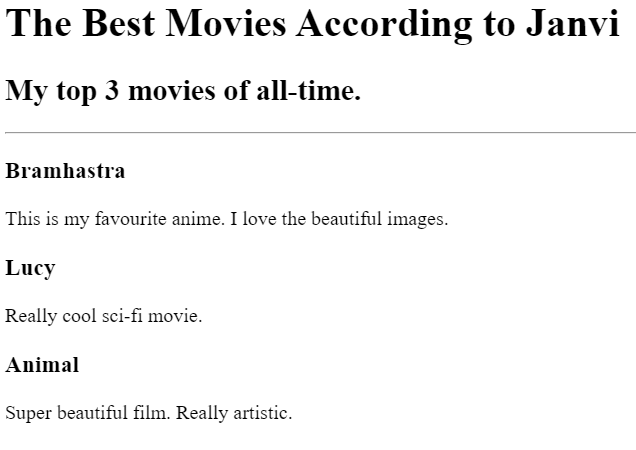 The Best Movies According to Janvi
My top 3 movies of all-time.
Bramhastra
This is my favourite anime. I love the beautiful images.
Lucy
Really cool sci-fi movie.
Animal
Super beautiful film. Really artistic.